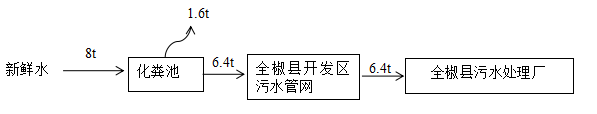 1.6t
新鲜水
8t
化粪池
6.4t
全椒县开发区
污水管网
6.4t
全椒县污水处理厂